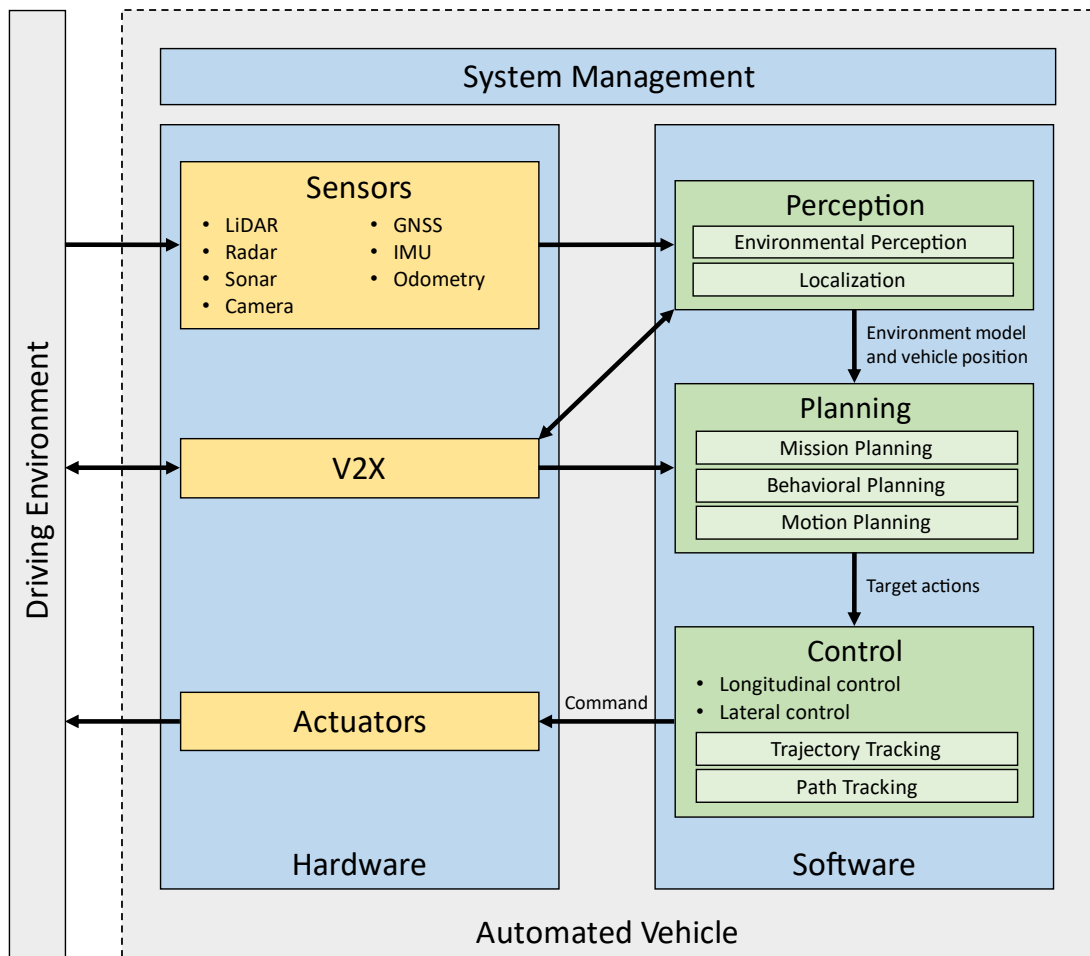 Driving Environment
System Management
Sensors
• LiDAR
• Radar
• Sonar
• Camera
• GNSS
• IMU
• Odometry
Perception
Environmental Perception
Localization
Environment model
and vehicle position
V2X
Planning
Mission Planning
Behavioral Planning
Motion Planning
Target actions
Control
• Longitudinal control
• Lateral control
Trajectory Tracking
Path Tracking
Command
Actuators
Hardware
Software
Automated Vehicle